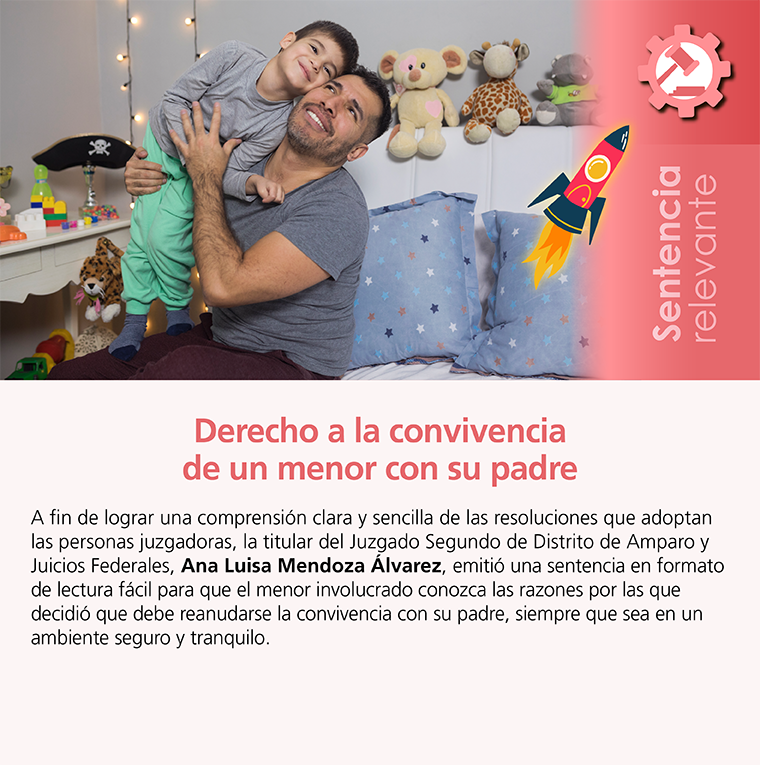 Sentencia
relevante
Derecho a la convivencia
de un menor con su padre
A fin de lograr una comprensión clara y sencilla de las resoluciones que adoptan
las personas juzgadoras, la titular del Juzgado Segundo de Distrito de Amparo y
Juicios Federales, Ana Luisa Mendoza Álvarez, emitió una sentencia en formato
de lectura fácil para que el menor involucrado conozca las razones por las que
decidió que debe reanudarse la convivencia con su padre, siempre que sea en un
ambiente seguro y tranquilo.